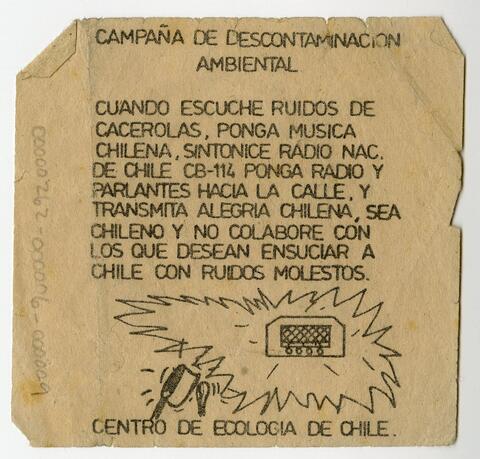 CAMPAÑA DE DESCONTAMINACION
AMBIENTAL
CUANDO ESCUCHE RUIDOS DE
CACEROLAS, PONGA MUSICA
CHILENA, SINTONICE RADIO NAC.
DE CHILE CB-114 PONGA RADIO Y
PARLANTES HACIA LA CALLE, Y
TRANSMITA ALEGRIA CHILENA, SEA
CHILENO Y NO COLABORE CON
LOS QUE DESEAN ENSUCIAR A
CHILE CON RUIDOS MOLESTOS.
CENTRO DE ECOLOGIA DE CHILE.